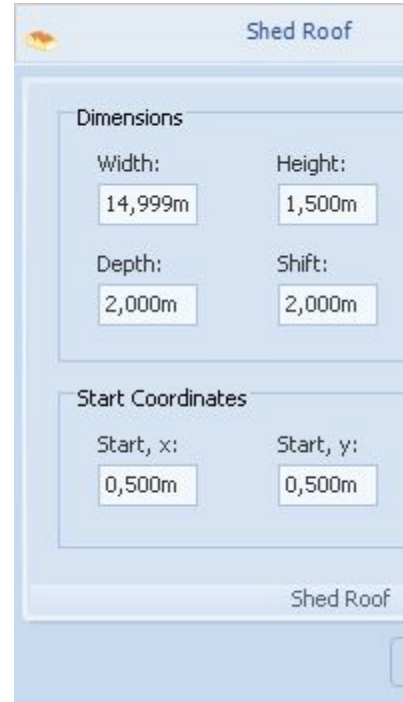 Shed Roof
Dimensions
Width: Height:
14,999m 1,500m
Depth: Shift:
2,000m 2,000m
Start Coordinates
Start, x: Start, y:
0,500m 0,500m
Shed Roof